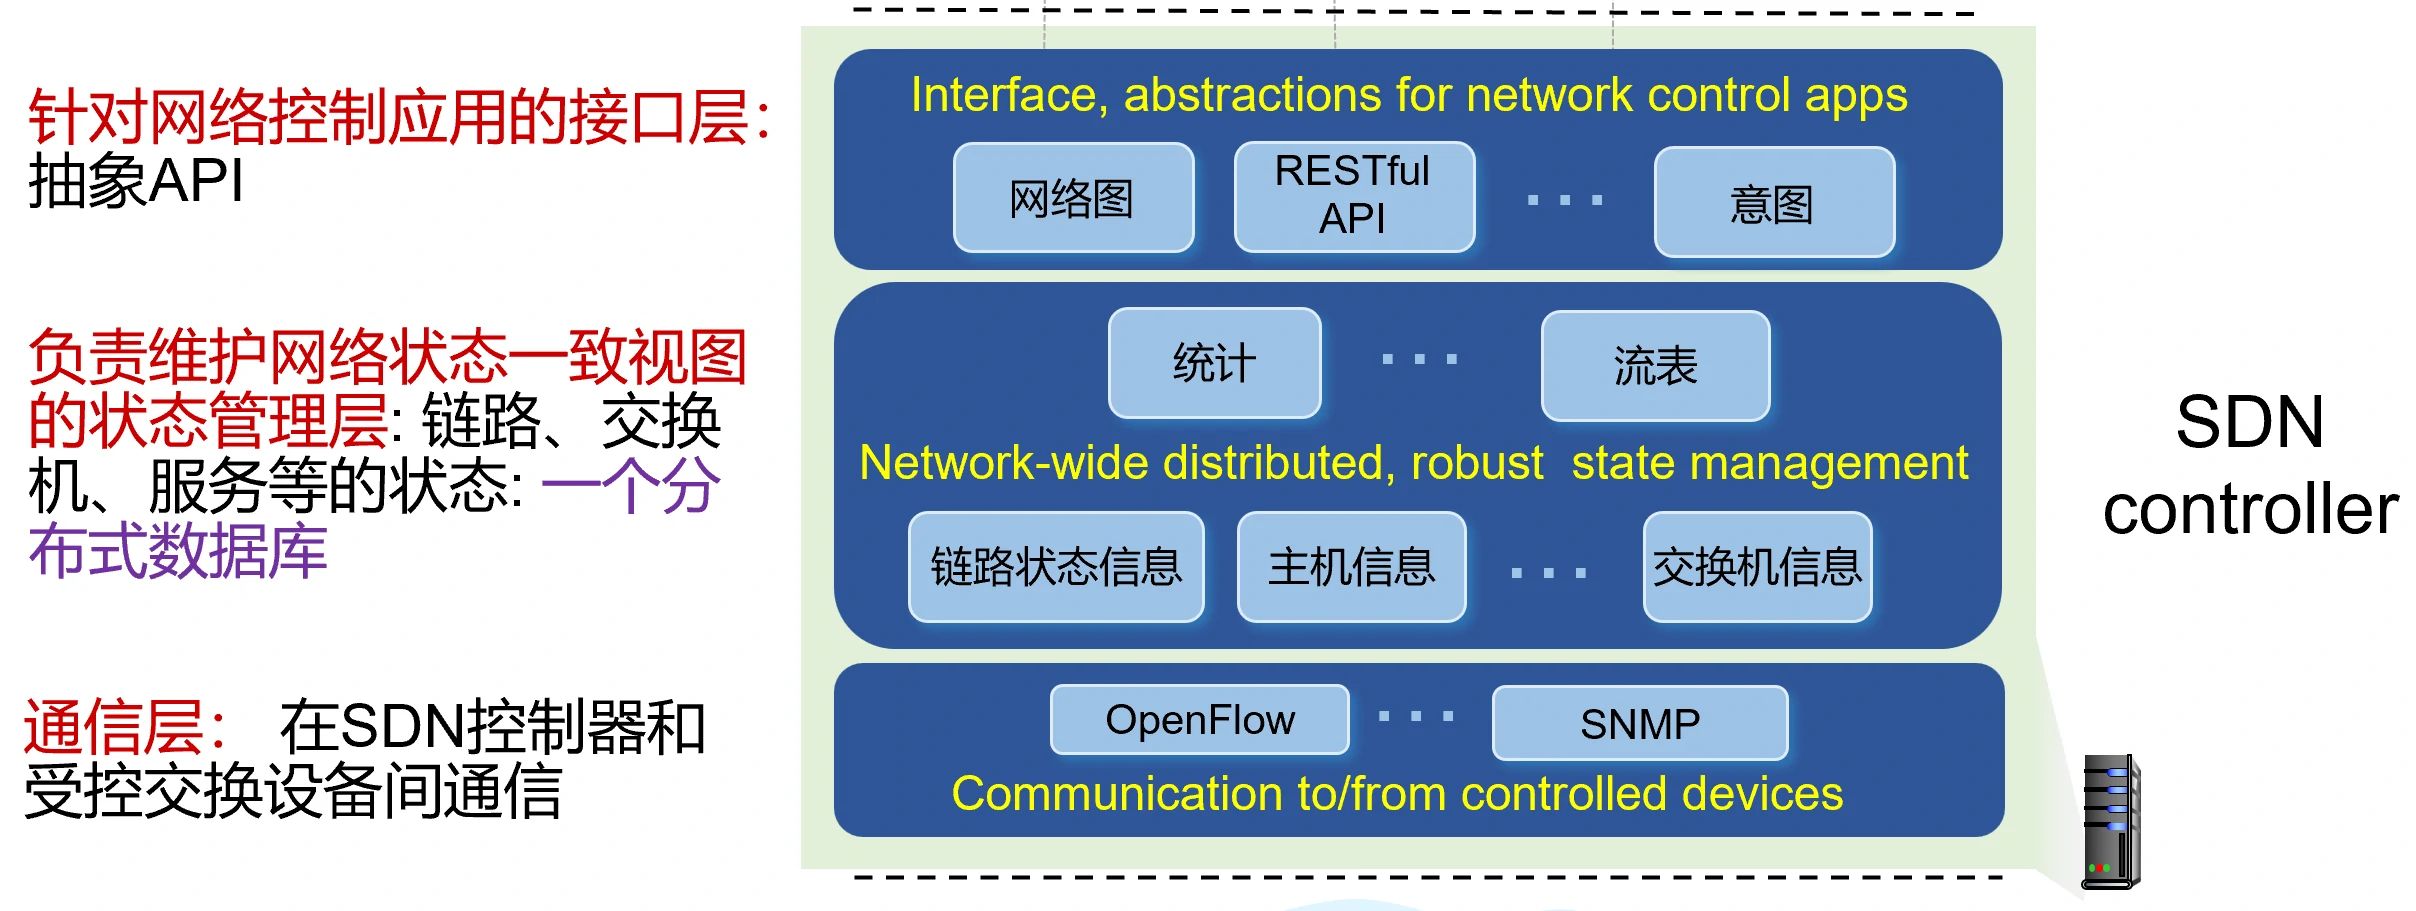 针对网络控制应用的接口层：
抽象API
负责维护网络状态一致视图
的状态管理层: 链路、交换
机、服务等的状态: 一个分
布式数据库
通信层： 在SDN控制器和
受控交换设备间通信
Interface, abstractions for network control apps
网络图
RESTful
API
...
意图
统计
...
流表
Network-wide distributed, robust state management
链路状态信息
主机信息
...
交换机信息
OpenFlow
...
SNMP
Communication to/from controlled devices
SDN
controller